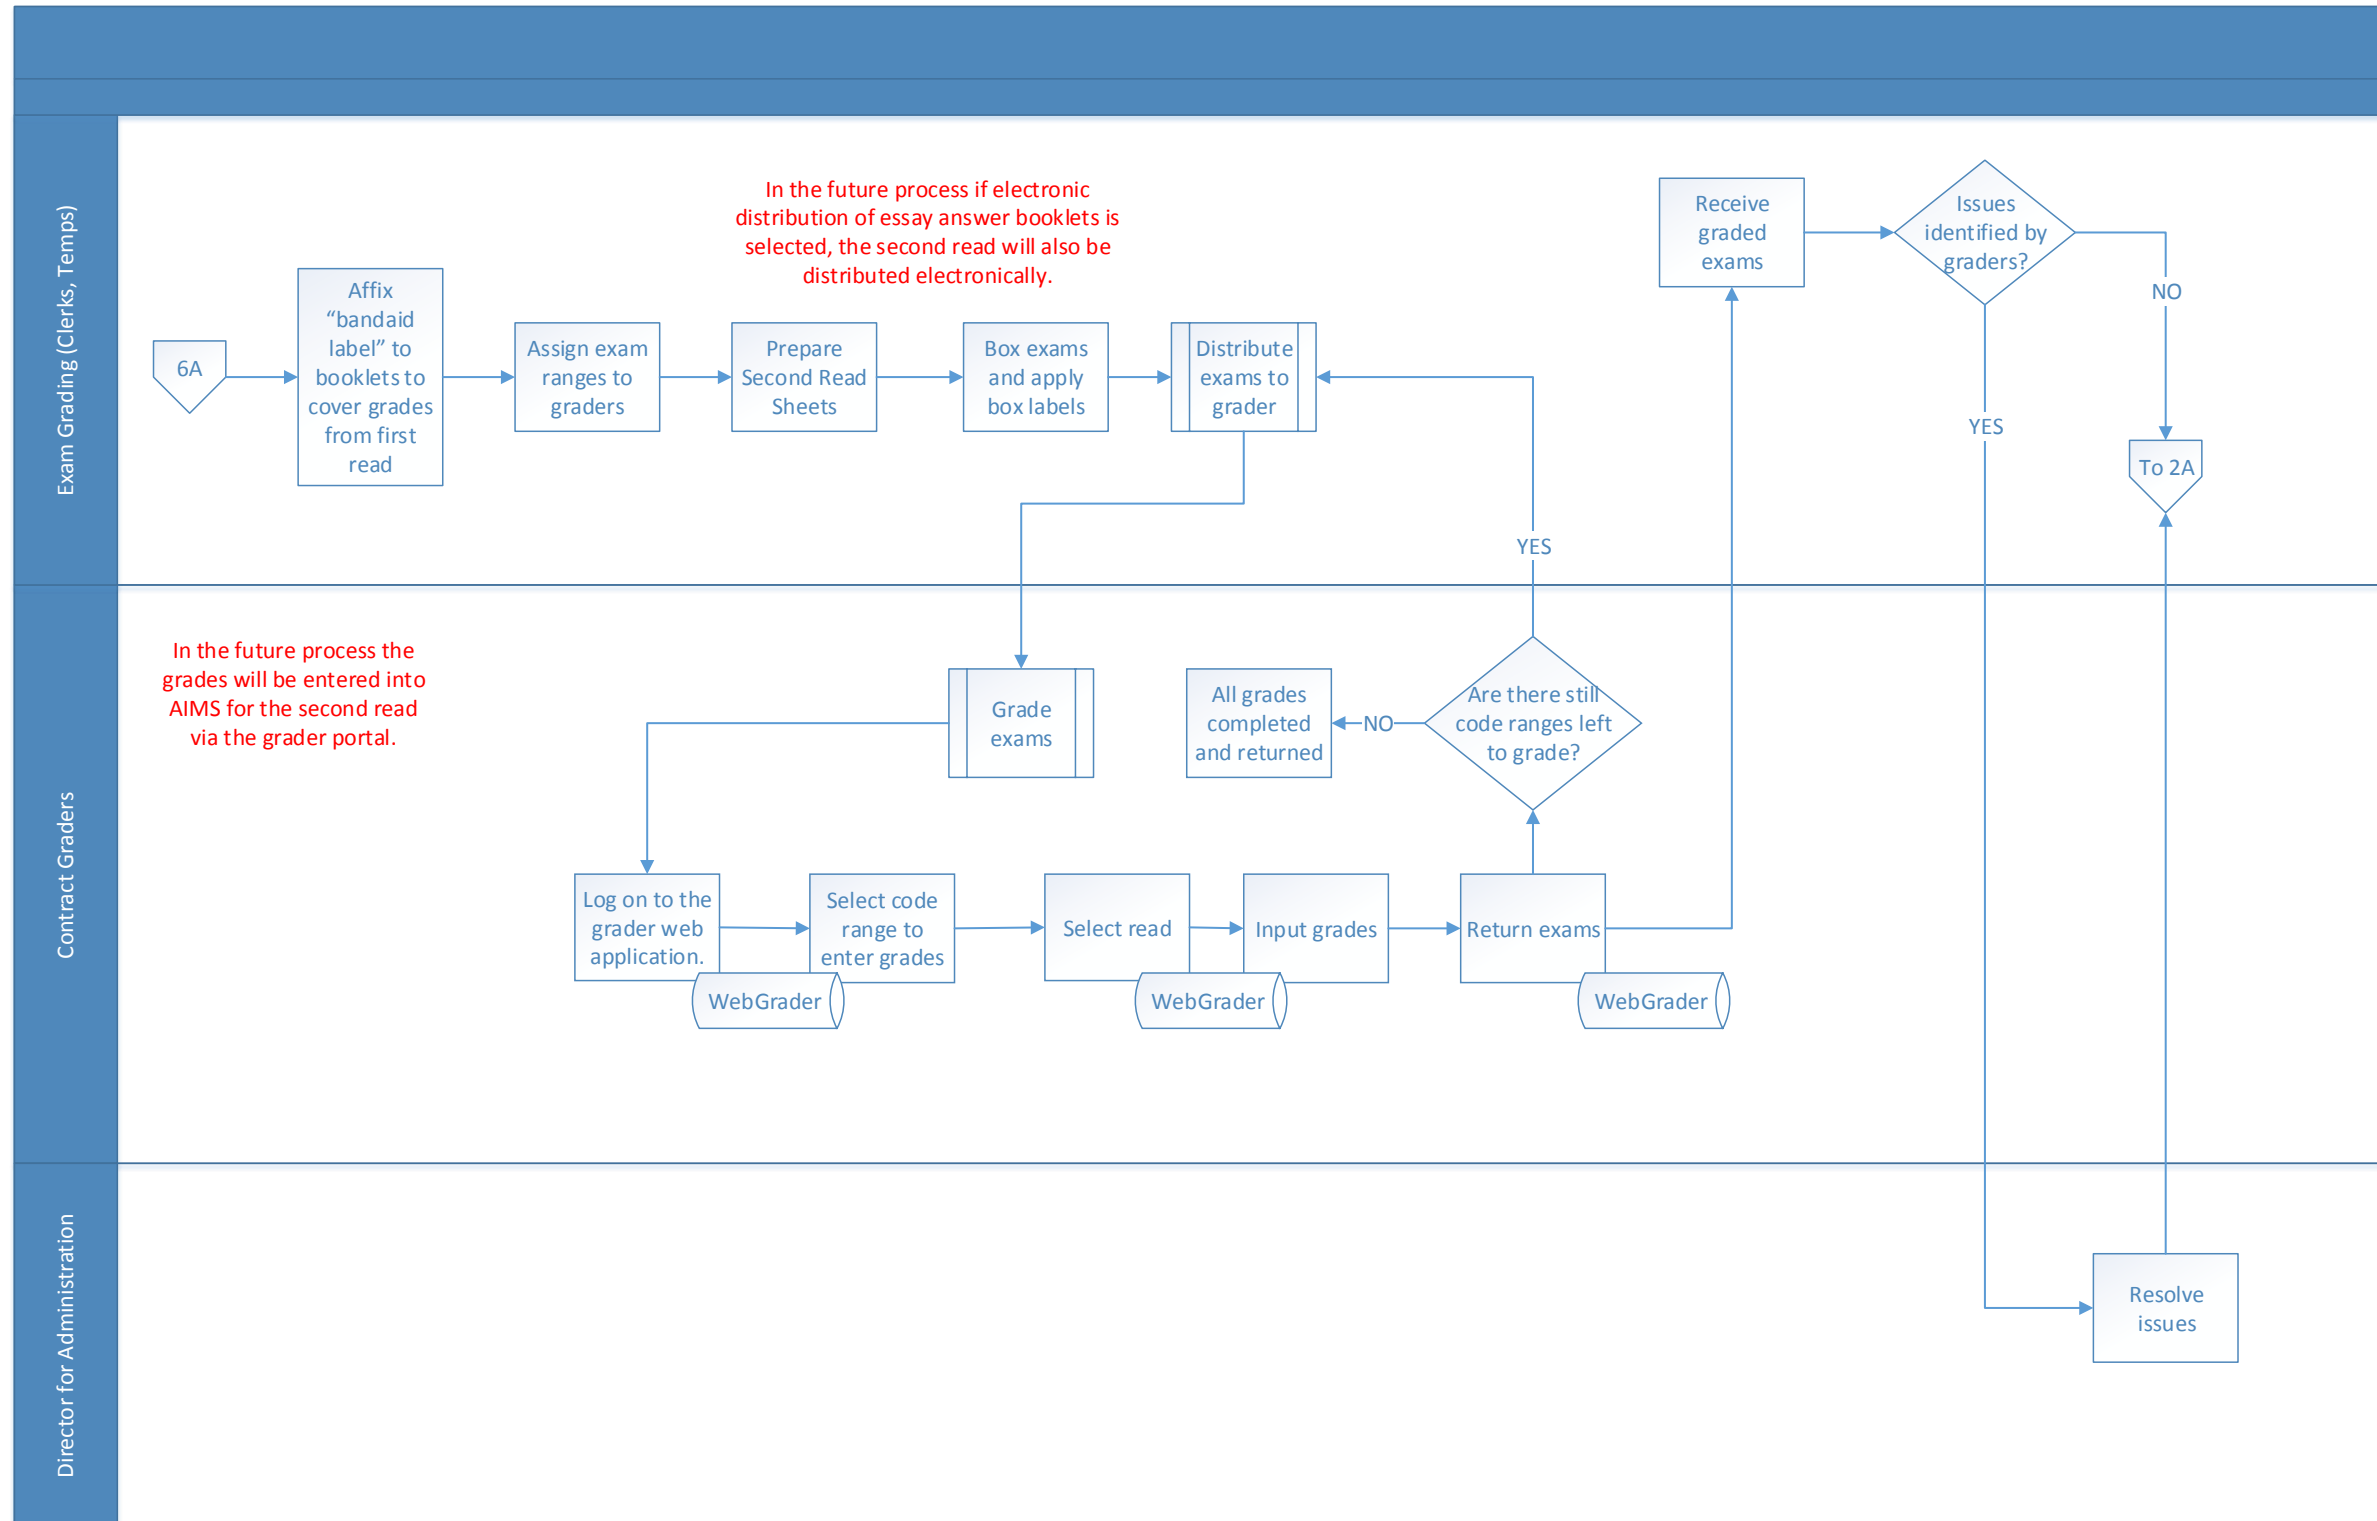 Exam Grading (Clerks, Temps)
6A
Affix
“bandaid
label” to
booklets to
cover grades
from first
read
Assign exam
ranges to
graders
In the future process if electronic
distribution of essay answer booklets is
selected, the second read will also be
distributed electronically.
Prepare
Second Read
Sheets
Box exams
and apply
box labels
Distribute
exams to
grader
YES
Receive
graded
exams
Issues
identified by
graders?
NO
YES
To 2A
Contract Graders
In the future process the
grades will be entered into
AIMS for the second read
via the grader portal.
Grade
exams
All grades
completed
and returned
NO
Are there still
code ranges left
to grade?
Log on to the
grader web
application.
WebGrader
Select code
range to
enter grades
Select read
WebGrader
Input grades
Return exams
WebGrader
Director for Administration
Resolve
issues